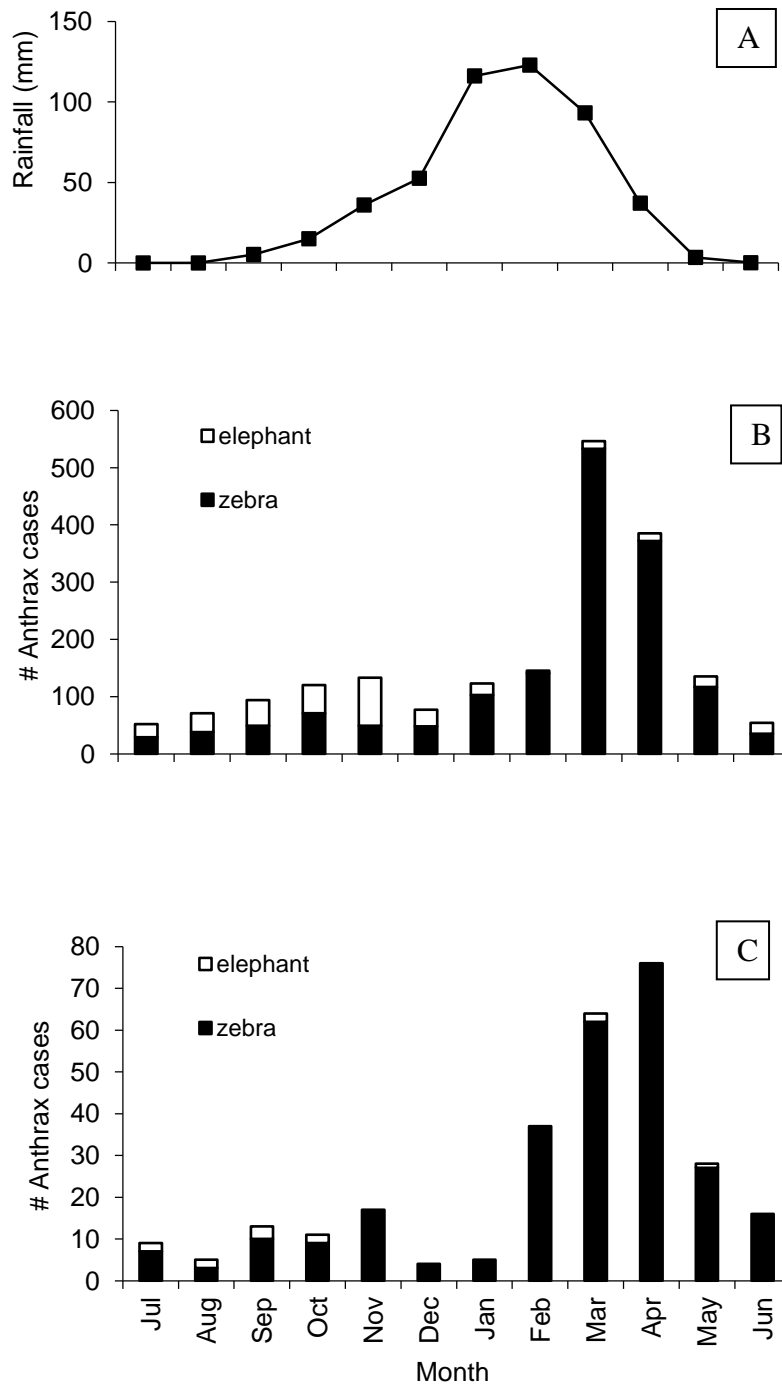 A
Rainfall (mm)
150
100
50
0
B
# Anthrax cases
600
500
400
300
200
100
0
elephant
zebra
C
# Anthrax cases
80
70
60
50
40
30
20
10
0
elephant
zebra
Jul
Aug
Sep
Oct
Nov
Dec
Jan
Feb
Mar
Apr
May
Jun
Month